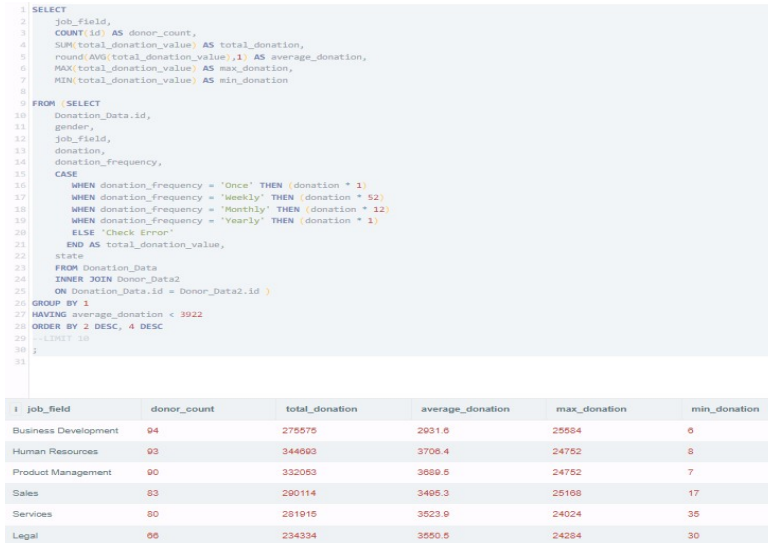 1 SELECT
2 job_field,
3 COUNT(id) AS donor_count,
4 SUM(total_donation_value) AS total_donation,
5 round(AVG(total_donation_value),1) AS average_donation,
6 MAX(total_donation_value) AS max_donation,
7 MIN(total_donation_value) AS min_donation
8
9 FROM (SELECT
10 Donation_Data.id,
11 gender,
12 job_field,
13 donation,
14 donation_frequency,
15 CASE
16 WHEN donation_frequency = 'Once' THEN (donation * 1)
17 WHEN donation_frequency = 'Weekly' THEN (donation * 52)
18 WHEN donation_frequency = 'Monthly' THEN (donation * 12)
19 WHEN donation_frequency = 'Yearly' THEN (donation * 1)
20 ELSE 'Check Error'
21 END AS total_donation_value,
22 state
23 FROM Donation_Data
24 INNER JOIN Donor_Data2
25 ON Donation_Data.id = Donor_Data2.id )
26 GROUP BY 1
27 HAVING average_donation < 3922
28 ORDER BY 2 DESC, 4 DESC
29 --LIMIT 10
30 ;
31
job_field donor_count total_donation average_donation max_donation min_donation
Business Development 94 275575 2931.6 25584 6
Human Resources 93 344693 3706.4 24752 8
Product Management 90 332053 3689.5 24752 7
Sales 83 290114 3495.3 25168 17
Services 80 281915 3523.9 24024 35
Legal 66 234334 3550.5 24284 30